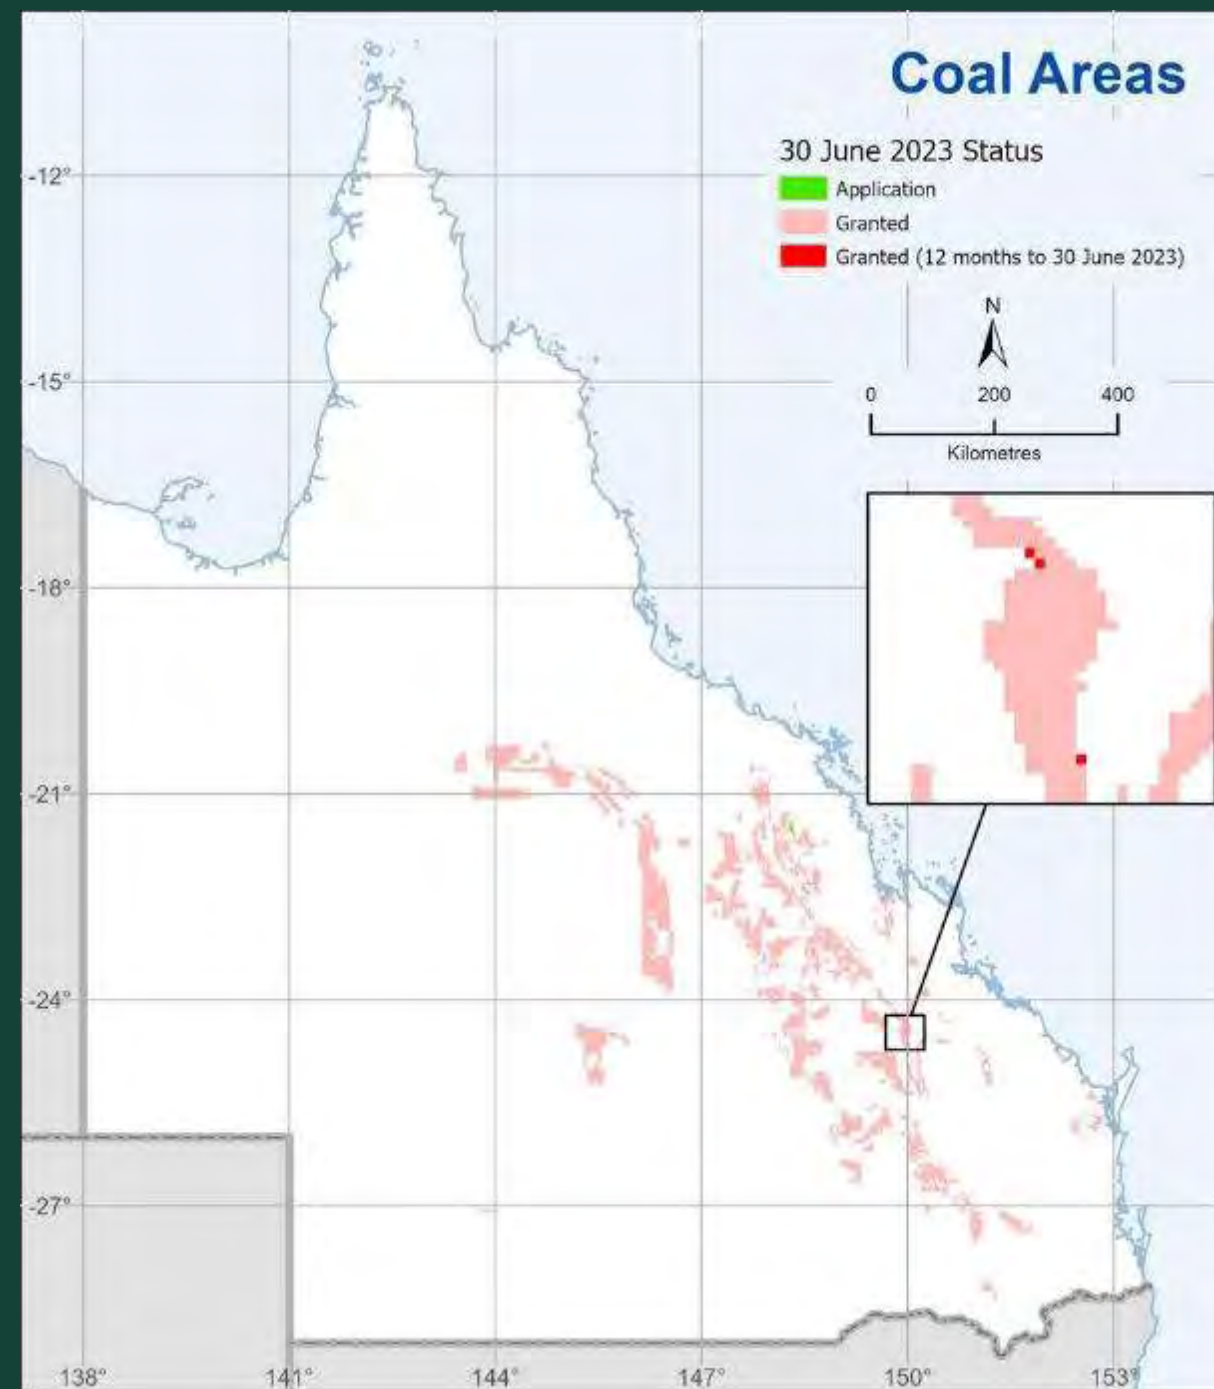 Coal Areas
30 June 2023 Status
Application
Granted
Granted (12 months to 30 June 2023)
N
0 200 400
Kilometres
-12°
-15°
-18°
-21°
-24°
-27°
138° 141° 144° 147° 150° 153°